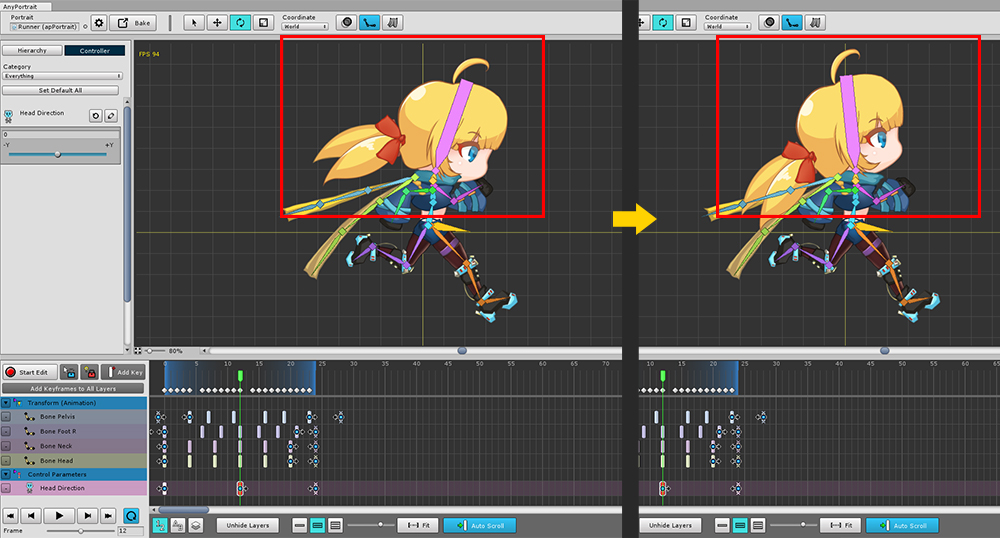 AnyPortrait
Portrait
Runner (apPortrait)
Bake
Coordinate
World
Coordinate
World
Hierarchy
Controller
FPS 94
Category
Everything
Set Default All
Head Direction
0
-Y
+Y
80%
Start Edit
Add Key
Add Keyframes to All Layers
0 5 10 15 20 25 30 35 40 45 50 55
10 15 20 25 30 35 40 45 50 55 60 65
Transform (Animation)
Bone Pelvis
Bone Foot R
Bone Neck
Bone Head
Control Parameters
Head Direction
Frame
12
Unhide Layers
Fit
Auto Scroll
Unhide Layers
Fit
Auto Scroll